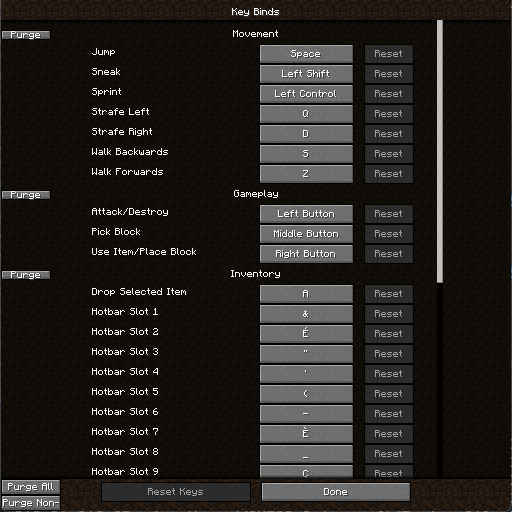 Key Binds
Purge Movement
Jump Space Reset
Sneak Left Shift Reset
Sprint Left Control Reset
Strafe Left Q Reset
Strafe Right D Reset
Walk Backwards S Reset
Walk Forwards Z Reset
Purge Gameplay
Attack/Destroy Left Button Reset
Pick Block Middle Button Reset
Use Item/Place Block Right Button Reset
Purge Inventory
Drop Selected Item A Reset
Hotbar Slot 1 & Reset
Hotbar Slot 2 É Reset
Hotbar Slot 3 " Reset
Hotbar Slot 4 ' Reset
Hotbar Slot 5 ( Reset
Hotbar Slot 6 - Reset
Hotbar Slot 7 È Reset
Hotbar Slot 8 _ Reset
Hotbar Slot 9 Reset
Purge All Reset Keys Done
Purge Non-